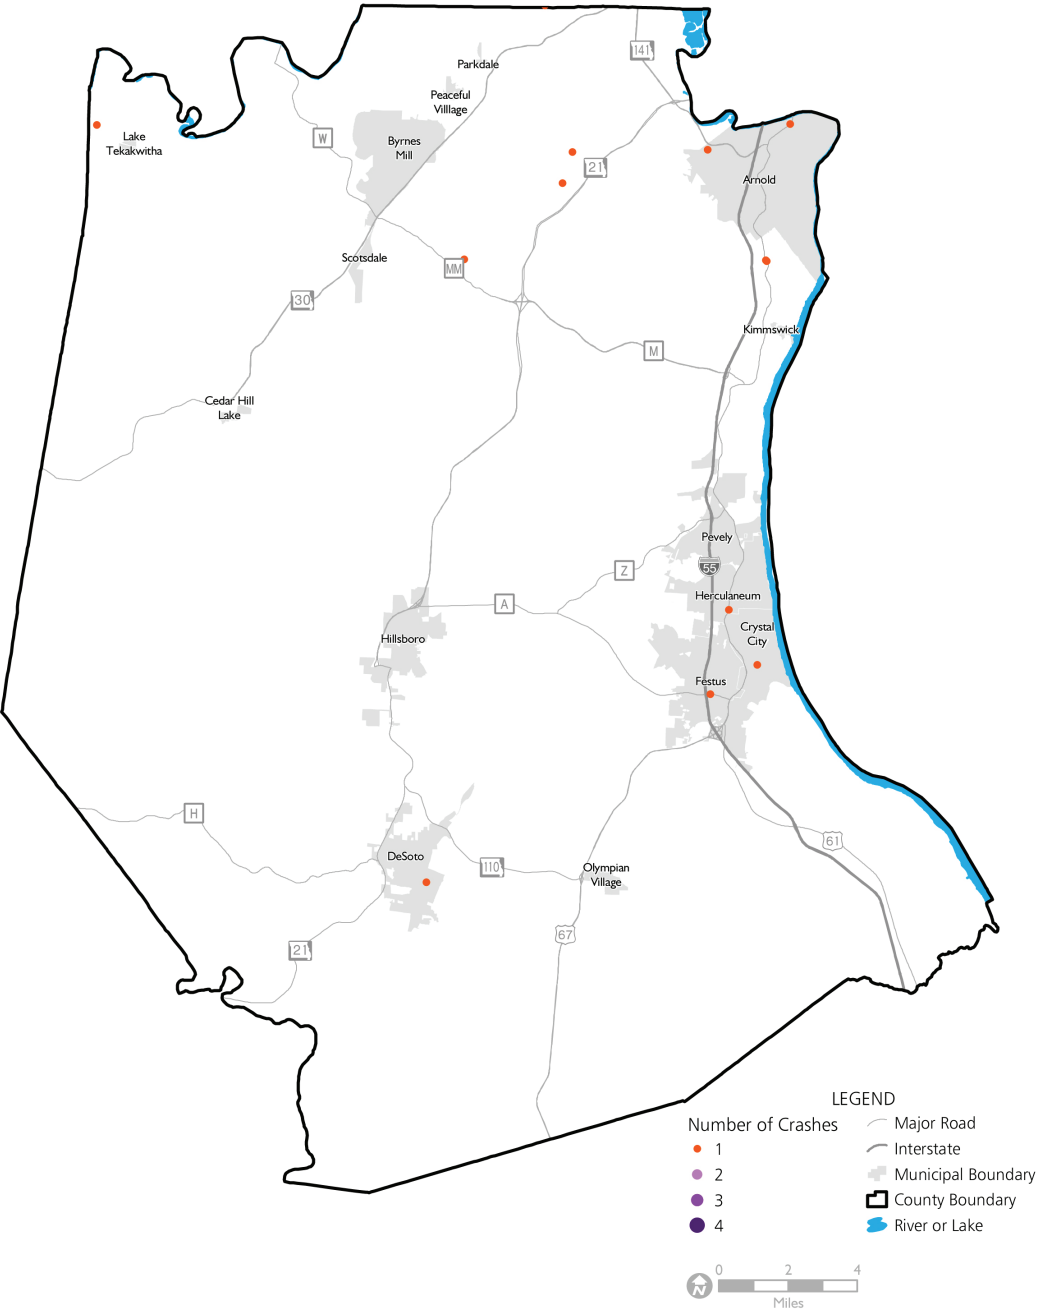 141
Parkdale
Peaceful
Villlage
W
Lake
Tekakwitha
Byrnes
Mill
21
Arnold
Scotsdale
MM
30
Kimmswick
M
Cedar Hill
Lake
Pevely
55
Z
Herculaneum
A
Crystal
City
Hillsboro
Festus
H
61
DeSoto
110
Olympian
Village
67
21
LEGEND
Number of Crashes
1
2
3
4
Major Road
Interstate
Municipal Boundary
County Boundary
River or Lake
N
0 2 4
Miles